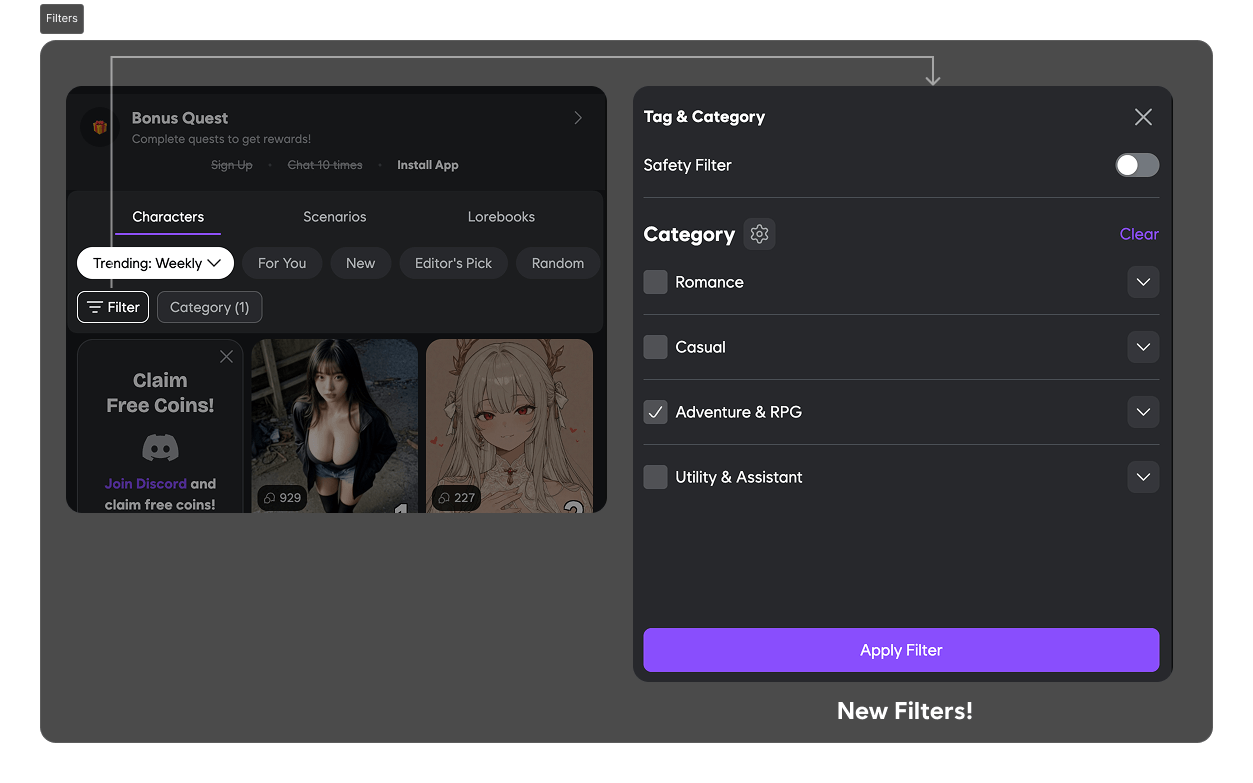 Filters
Bonus Quest
Complete quests to get rewards!
Sign Up • Chat 10 times • Install App
Characters Scenarios Lorebooks
Trending: Weekly For You New Editor's Pick Random
Filter Category (1)
Claim
Free Coins!
Join Discord and
claim free coins!
929
1
227
2
Tag & Category
Safety Filter
Category Clear
Romance
Casual
Adventure & RPG
Utility & Assistant
Apply Filter
New Filters!